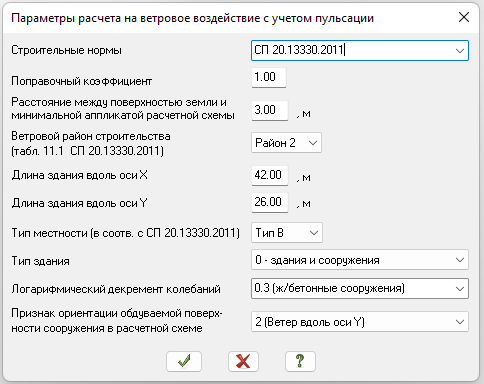 Параметры расчета на ветровое воздействие с учетом пульсации
Строительные нормы СП 20.13330.2011
Поправочный коэффициент 1.00
Расстояние между поверхностью земли и
минимальной аппликатой расчетной схемы 3.00 , м
Ветровой район строительства
(табл. 11.1 СП 20.13330.2011) Район 2
Длина здания вдоль оси X 42.00 , м
Длина здания вдоль оси Y 26.00 , м
Тип местности (в соотв. с СП 20.13330.2011) Тип B
Тип здания 0 - здания и сооружения
Логарифмический декремент колебаний 0.3 (ж/бетонные сооружения)
Признак ориентации обдуваемой поверх-
ности сооружения в расчетной схеме 2 (Ветер вдоль оси Y)
?